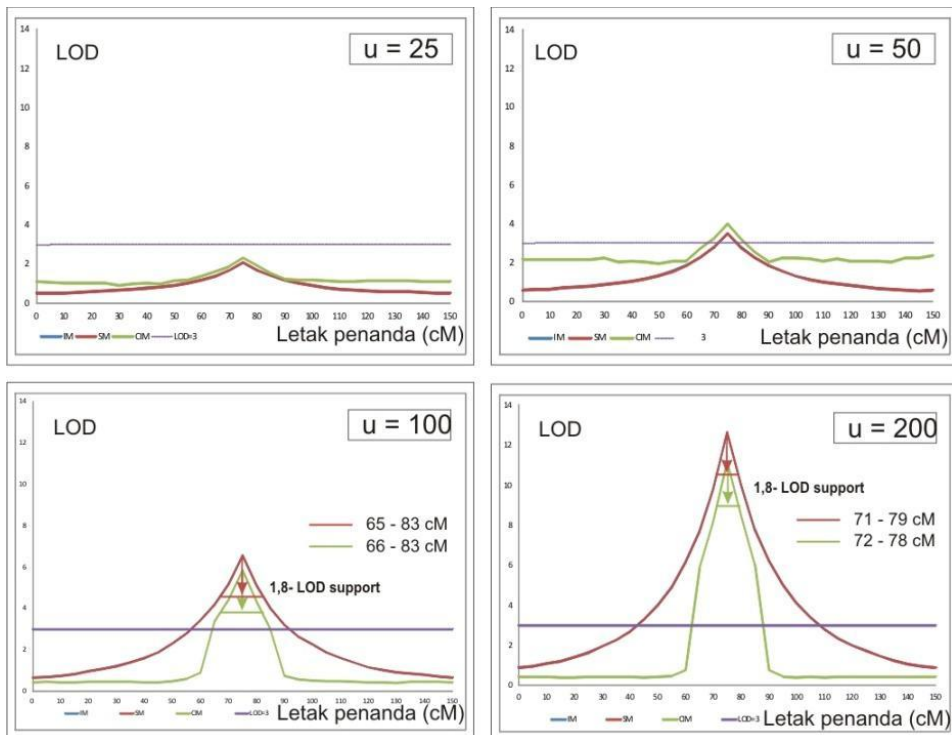 LOD
u = 25
14
12
10
8
6
4
2
0
0 10 20 30 40 50 60 70 80 90 100 110 120 130 140 150
IM SM CIM LOD=3 Letak penanda (cM)
LOD
u = 50
14
12
10
8
6
4
2
0
0 10 20 30 40 50 60 70 80 90 100 110 120 130 140 150
IM SM CIM 3 Letak penanda (cM)
LOD
u = 100
14
12
10
8
6
4
2
0
65 - 83 cM
66 - 83 cM
1,8- LOD support
0 10 20 30 40 50 60 70 80 90 100 110 120 130 140 150
IM SM CIM LOD=3 Letak penanda (cM)
LOD
u = 200
14
12
10
8
6
4
2
0
1,8- LOD support
71 - 79 cM
72 - 78 cM
0 10 20 30 40 50 60 70 80 90 100 110 120 130 140 150
IM SM CIM LOD=3 Letak penanda (cM)